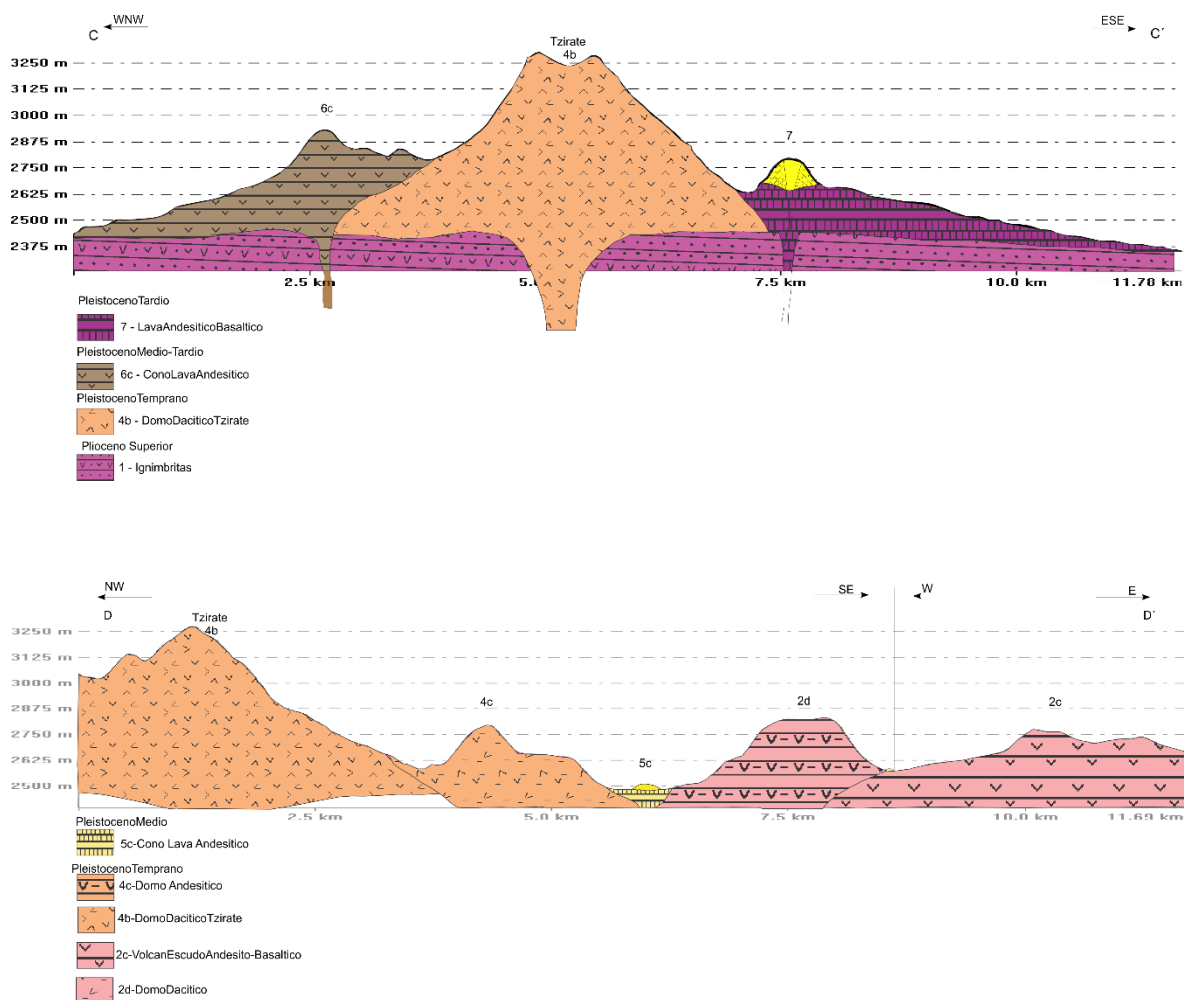 WNW
ESE
C
C´
Tzirate
4b
3250 m
3125 m
3000 m
6c
2875 m
7
2750 m
2625 m
2500 m
2375 m
2.5 km
5.
7.5 km
10.0 km
11.70 km
PleistocenoTardio
7 - LavaAndesiticoBasaltico
PleistocenoMedio-Tardio
6c - ConoLavaAndesitico
PleistocenoTemprano
4b - DomoDaciticoTzirate
Plioceno Superior
1 - Ignimbritas
NW
SE
W
E
D
D´
Tzirate
4b
3250 m
3125 m
3000 m
2875 m
4c
2d
2c
2750 m
2625 m
5c
2500 m
2.5 km
5.0 km
7.5 km
10.0 km
11.69 km
PleistocenoMedio
5c-Cono Lava Andesitico
PleistocenoTemprano
4c-Domo Andesitico
4b-DomoDaciticoTzirate
2c-VolcanEscudoAndesito-Basaltico
2d-DomoDacitico